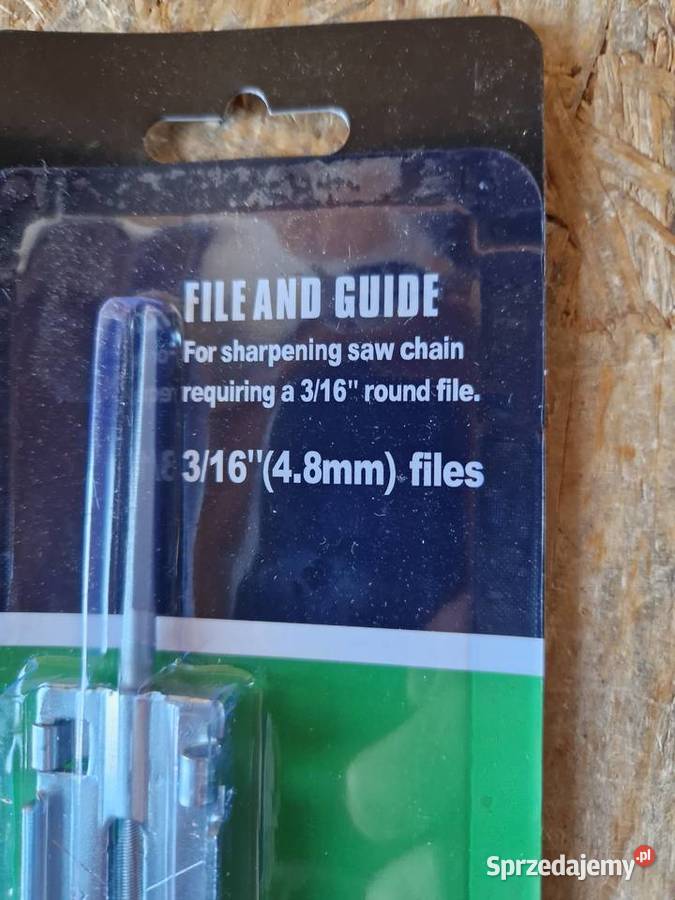 FILE AND GUIDE
For sharpening saw chain
requiring a 3/16" round file.
3/16"(4.8mm) files
Sprzedajemy.pl